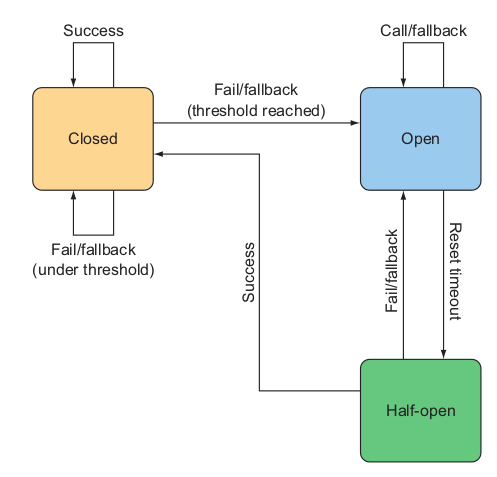 Success
Call/fallback
Fail/fallback
(threshold reached)
Closed
Open
Fail/fallback
(under threshold)
Success
Fail/fallback
Reset timeout
Half-open